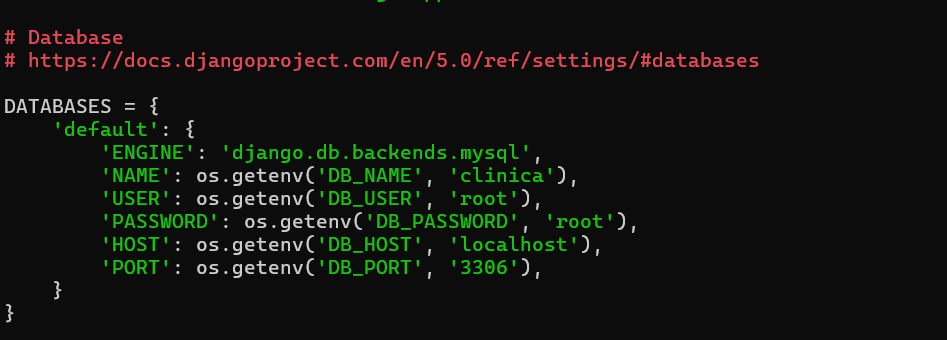 # Database
# https://docs.djangoproject.com/en/5.0/ref/settings/#databases
DATABASES = {
    'default': {
        'ENGINE': 'django.db.backends.mysql',
        'NAME': os.getenv('DB_NAME', 'clinica'),
        'USER': os.getenv('DB_USER', 'root'),
        'PASSWORD': os.getenv('DB_PASSWORD', 'root'),
        'HOST': os.getenv('DB_HOST', 'localhost'),
        'PORT': os.getenv('DB_PORT', '3306'),
    }
}